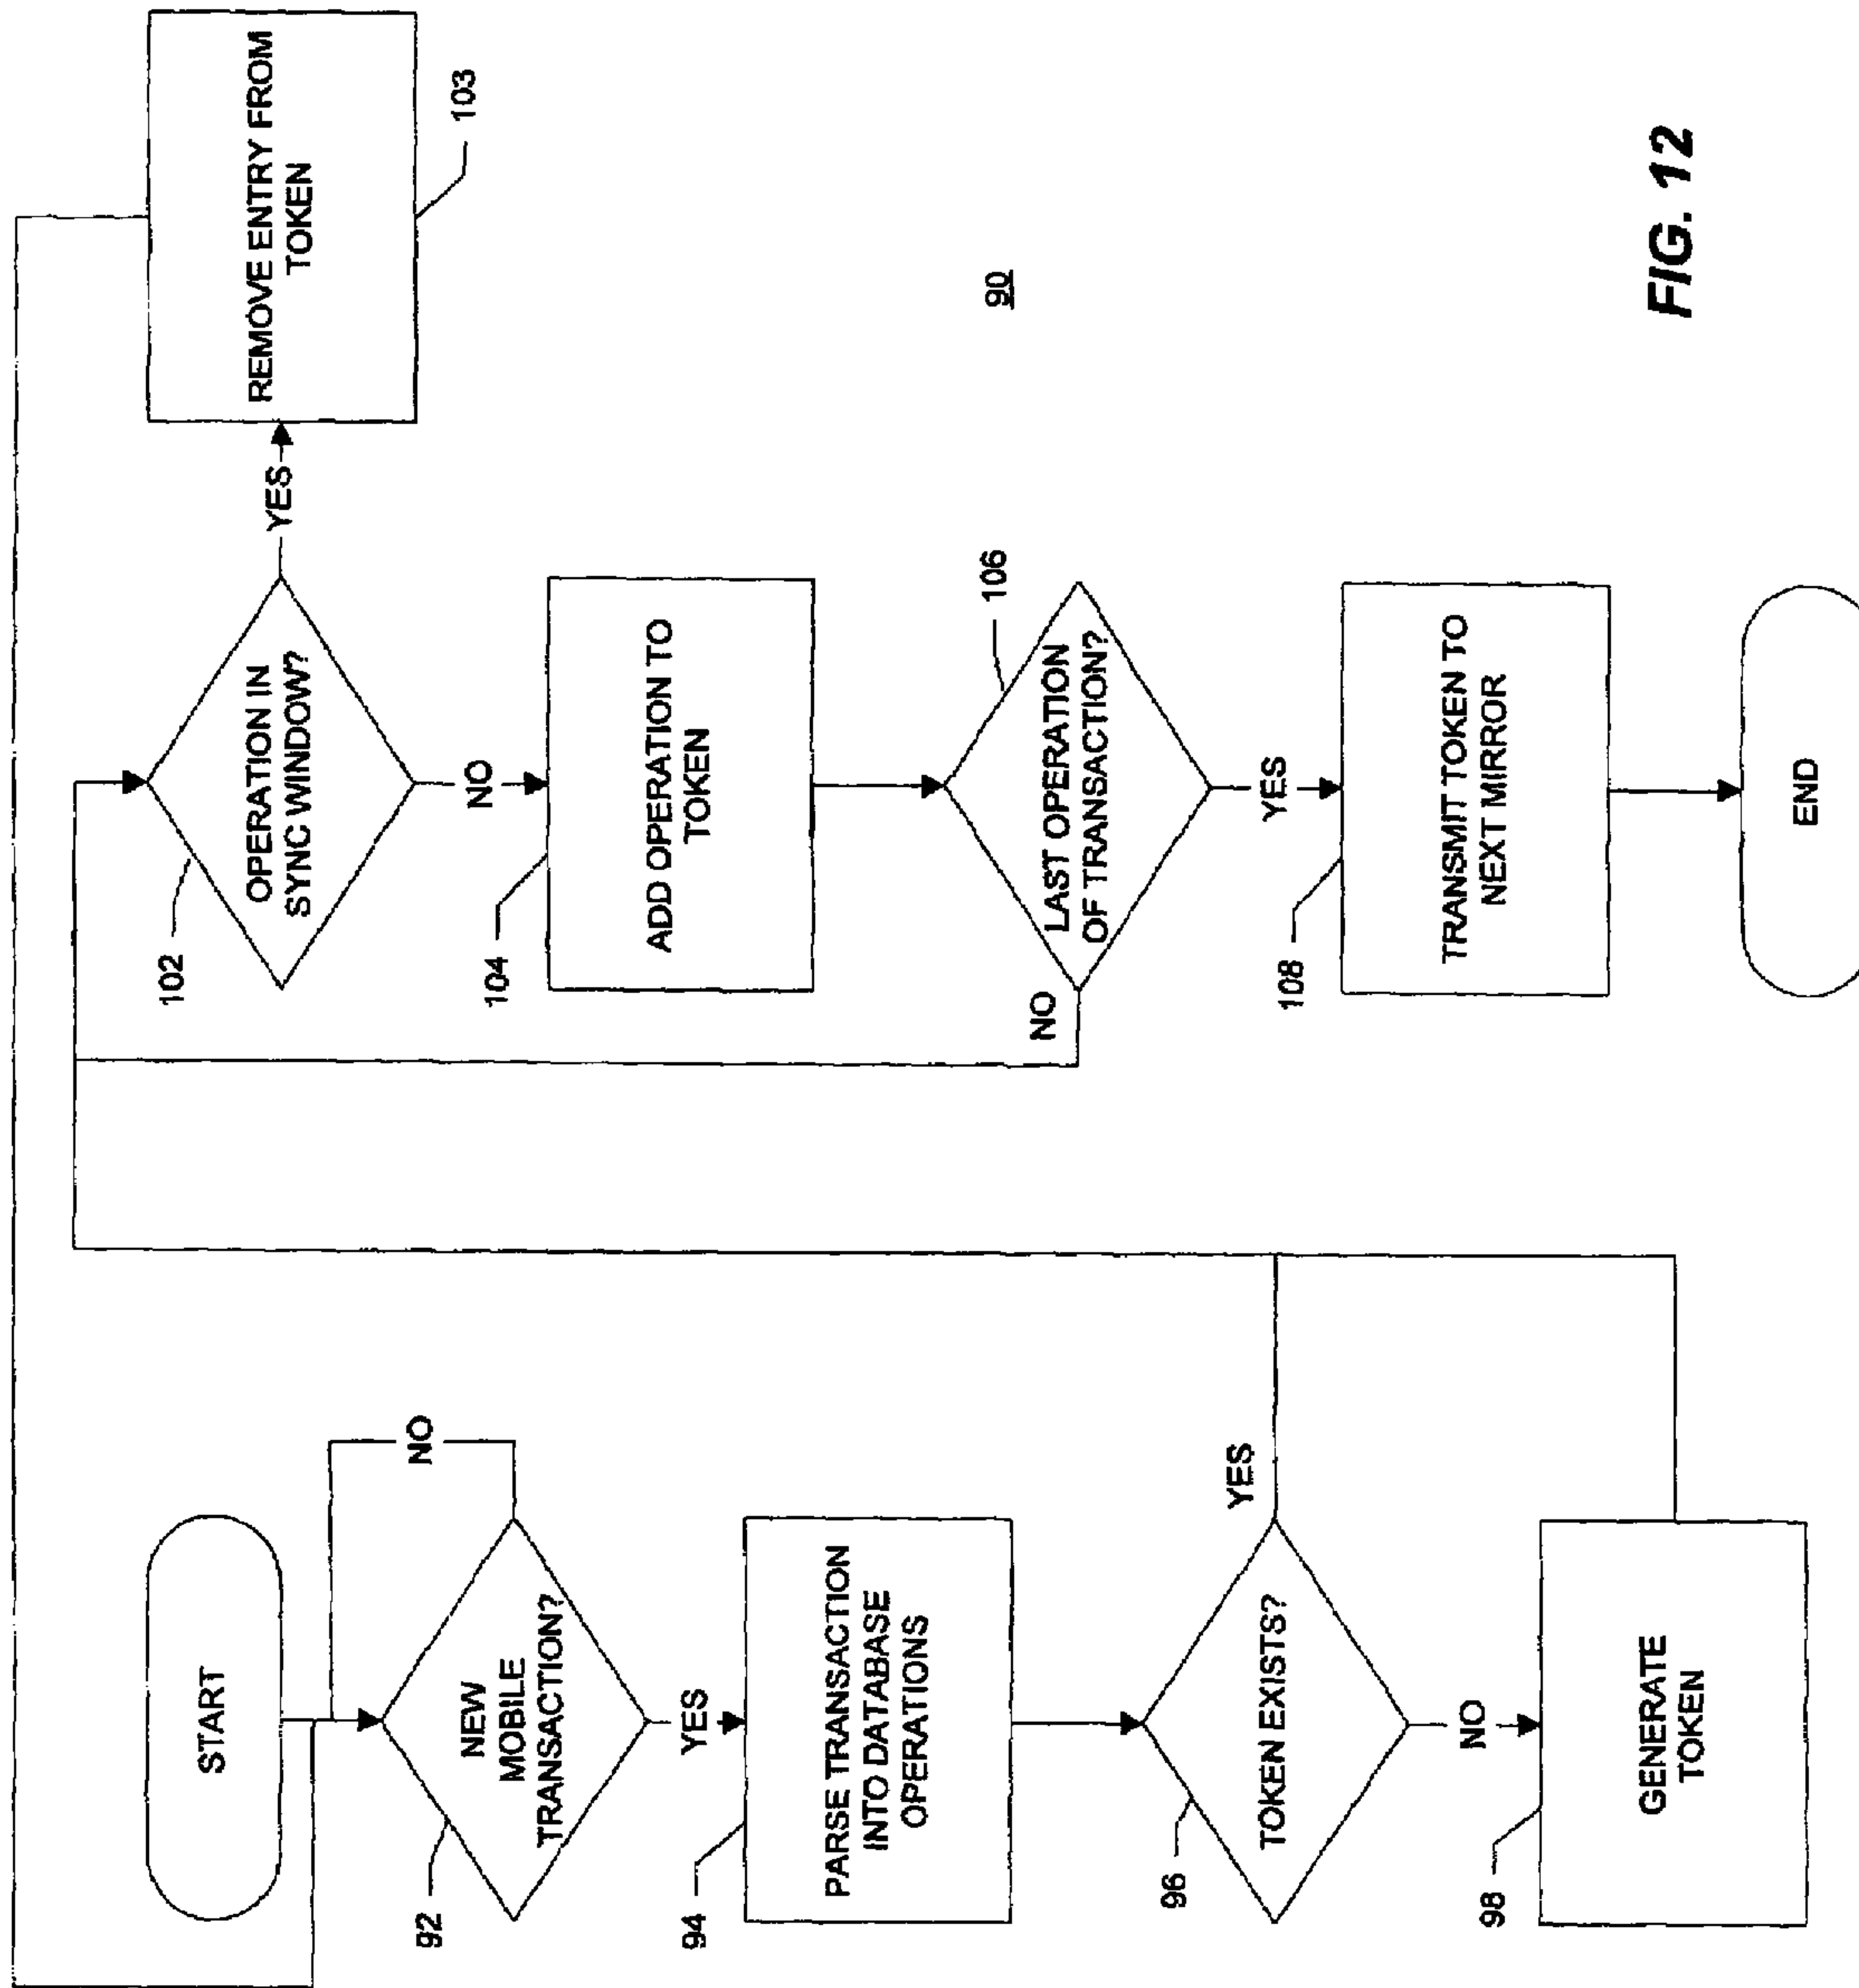 START
NEW
MOBILE
TRANSACTION?
92
NO
YES
PARSE TRANSACTION
INTO DATABASE
OPERATIONS
94
TOKEN EXISTS?
96
YES
NO
GENERATE
TOKEN
98
OPERATION IN
SYNC WINDOW?
102
YES
REMOVE ENTRY FROM
TOKEN
103
NO
ADD OPERATION TO
TOKEN
104
LAST OPERATION
OF TRANSACTION?
106
NO
YES
TRANSMIT TOKEN TO
NEXT MIRROR
108
END
90
FIG. 12